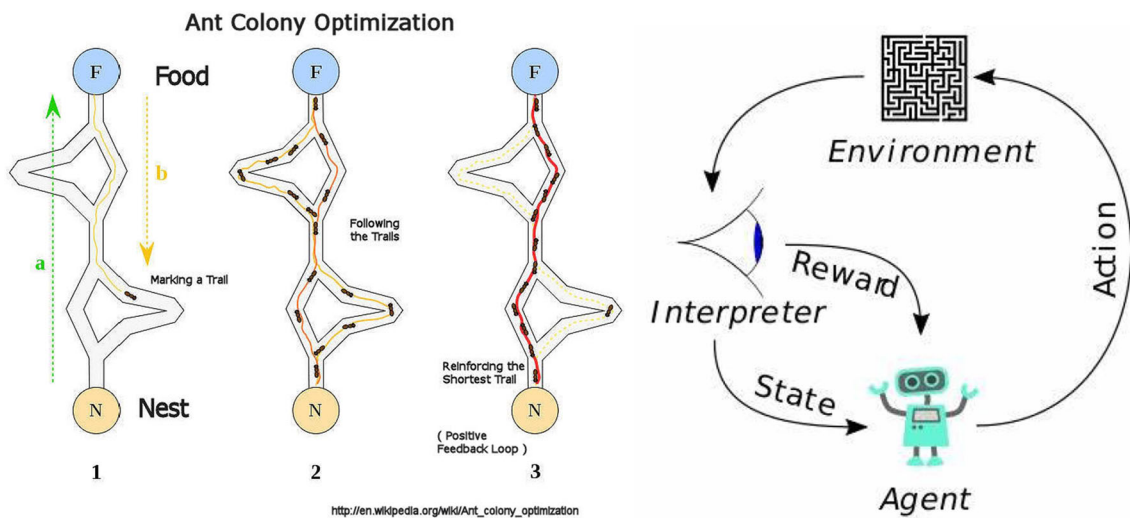 Ant Colony Optimization
F
Food
a
b
Marking a Trail
N
Nest
1
F
Following
the Trails
N
2
F
Reinforcing the
Shortest Trail
N
( Positive
Feedback Loop )
3
http://en.wikipedia.org/wiki/Ant_colony_optimization
Environment
Interpreter
Reward
State
Action
Agent